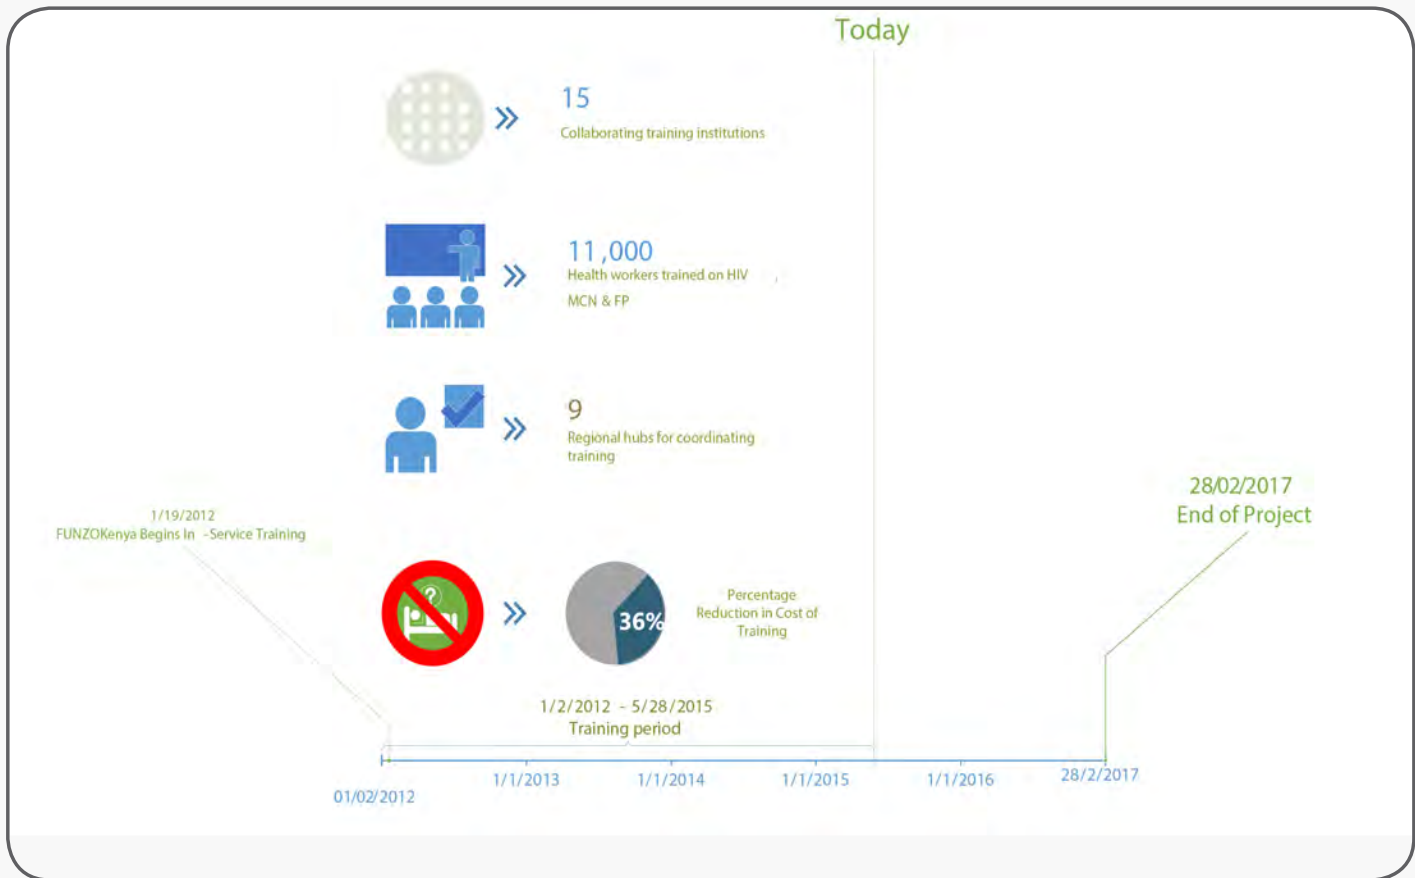 Today
15
Collaborating training institutions
11,000
Health workers trained on HIV ,
MCN & FP
9
Regional hubs for coordinating
training
1/19/2012
FUNZOKenya Begins In -Service Training
28/02/2017
End of Project
?
36%
Percentage
Reduction in Cost of
Training
1/2/2012 - 5/28/2015
Training period
01/02/2012
1/1/2013
1/1/2014
1/1/2015
1/1/2016
28/2/2017